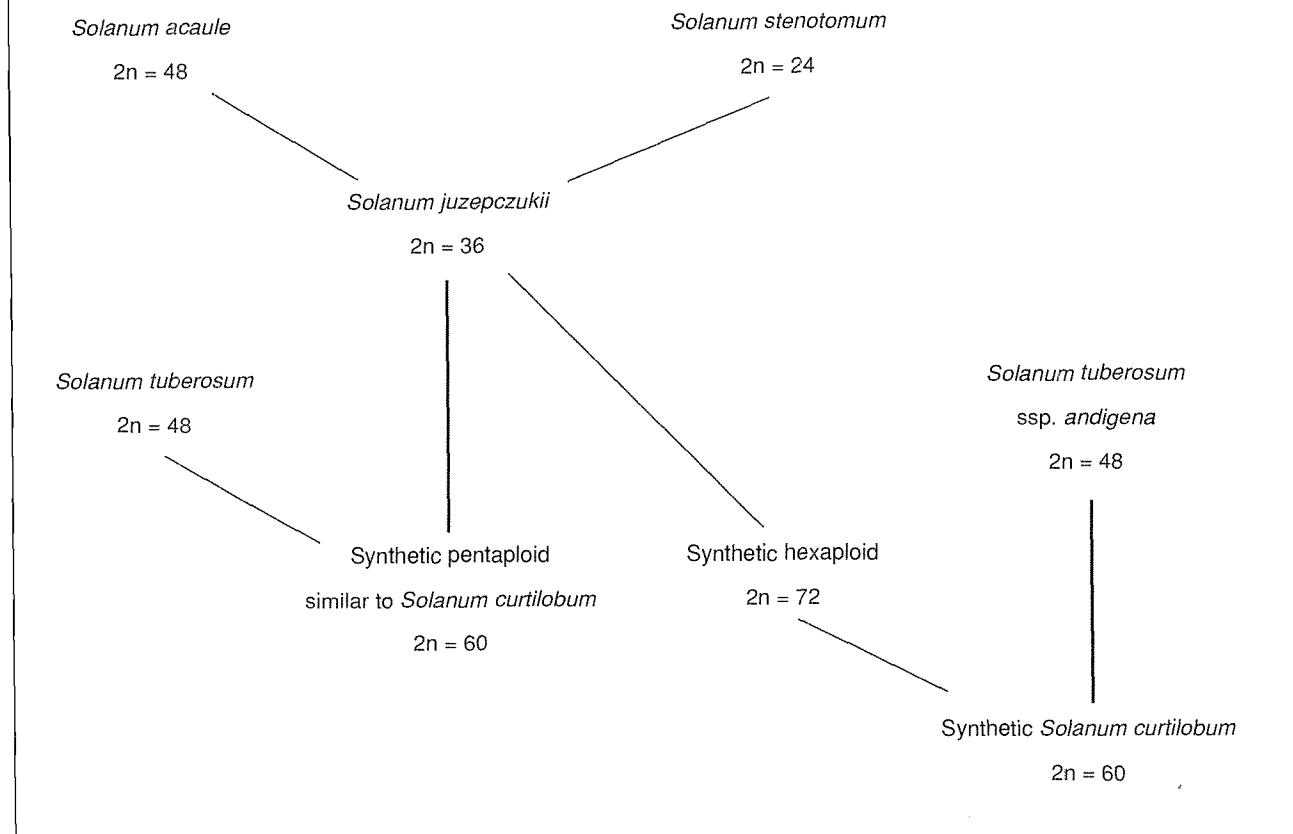 Solanum acaule
2n = 48
Solanum stenotomum
2n = 24
Solanum juzepczukii
2n = 36
Solanum tuberosum
2n = 48
Solanum tuberosum
ssp. andigena
2n = 48
Synthetic pentaploid
similar to Solanum curtilobum
2n = 60
Synthetic hexaploid
2n = 72
Synthetic Solanum curtilobum
2n = 60